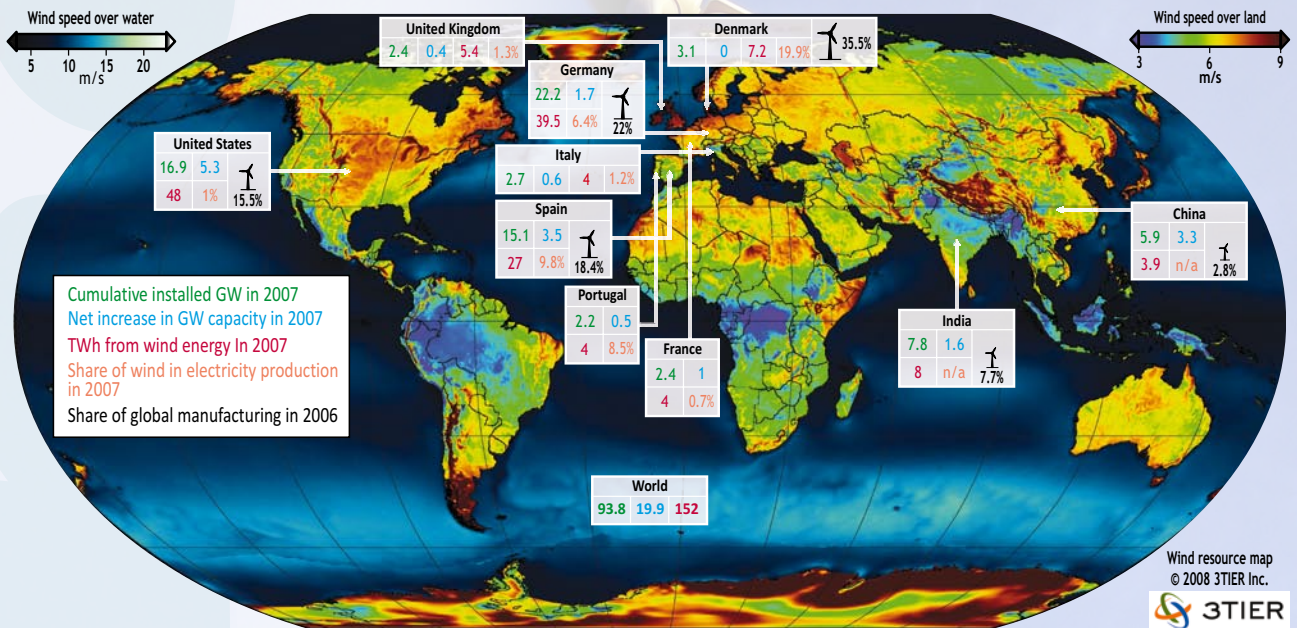 Wind speed over water
5 10 15 20
m/s
Wind speed over land
3 6 9
m/s
United Kingdom
2.4 0.4 5.4 1.3%
Denmark
3.1 0 7.2 19.9% 35.5%
Germany
22.2 1.7
39.5 6.4% 22%
United States
16.9 5.3
48 1% 15.5%
Italy
2.7 0.6 4 1.2%
Spain
15.1 3.5
27 9.8% 18.4%
China
5.9 3.3
3.9 n/a 2.8%
Portugal
2.2 0.5
4 8.5%
India
7.8 1.6
8 n/a 7.7%
France
2.4 1
4 0.7%
Cumulative installed GW in 2007
Net increase in GW capacity in 2007
TWh from wind energy In 2007
Share of wind in electricity production
in 2007
Share of global manufacturing in 2006
World
93.8 19.9 152
Wind resource map
© 2008 3TIER Inc.
3TIER